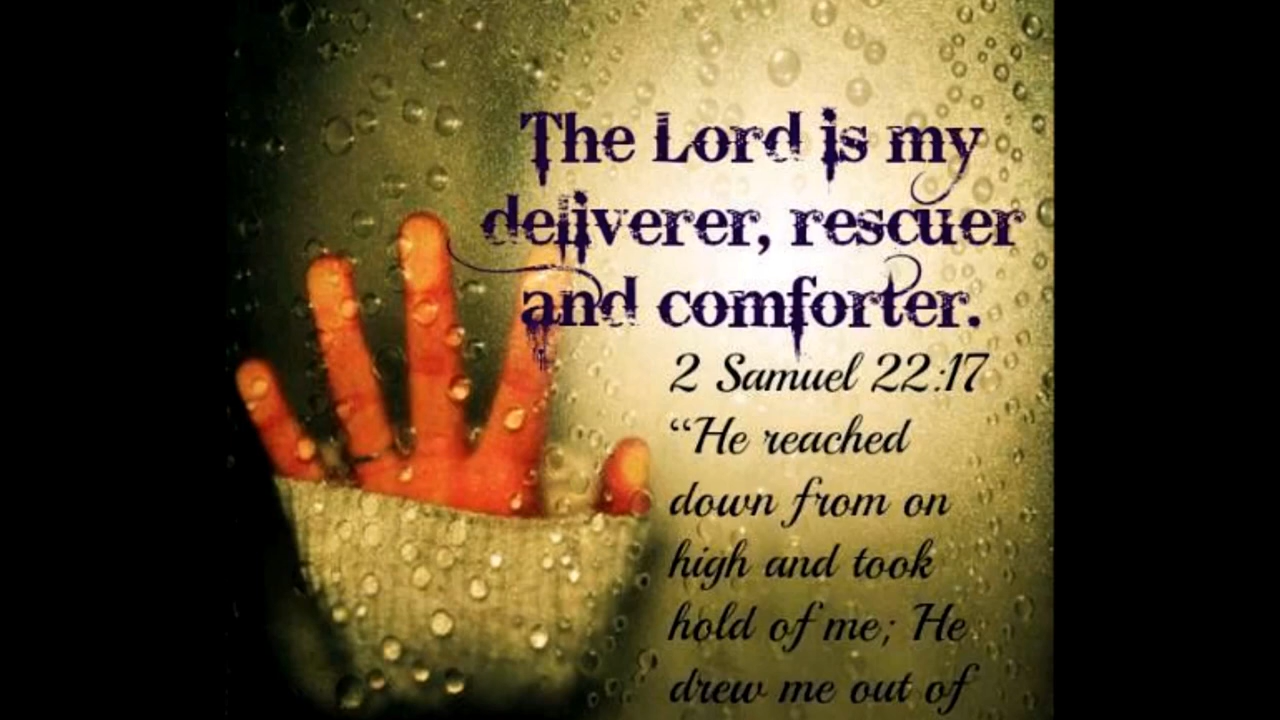 The Lord is my
deliverer, rescuer
and comforter.
2 Samuel 22:17
“He reached
down from on
high and took
hold of me; He
drew me out of